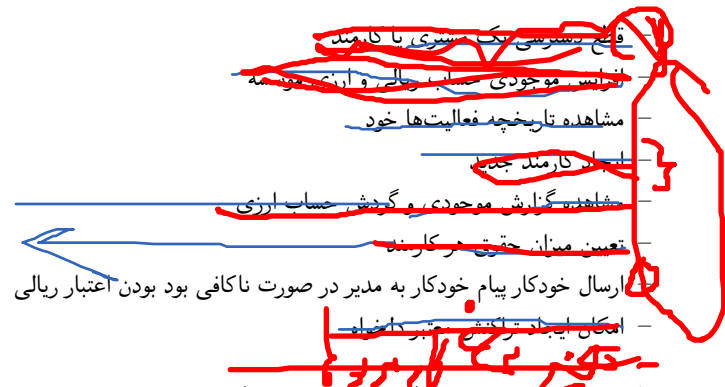 – قطع دسترسی یک مشتری یا کارمند
– افزایش موجودی حساب ریالی و ارزی موسسه
– مشاهده تاریخچه فعالیت‌ها خود
– ایجاد کارمند جدید
– مشاهده گزارش موجودی و گردش حساب ارزی
– تعیین میزان حقوق هر کارمند
– ارسال خودکار پیام خودکار به مدیر در صورت ناکافی بود بودن اعتبار ریالی
– امکان ایجاد تراکنش معتبر دلخواه